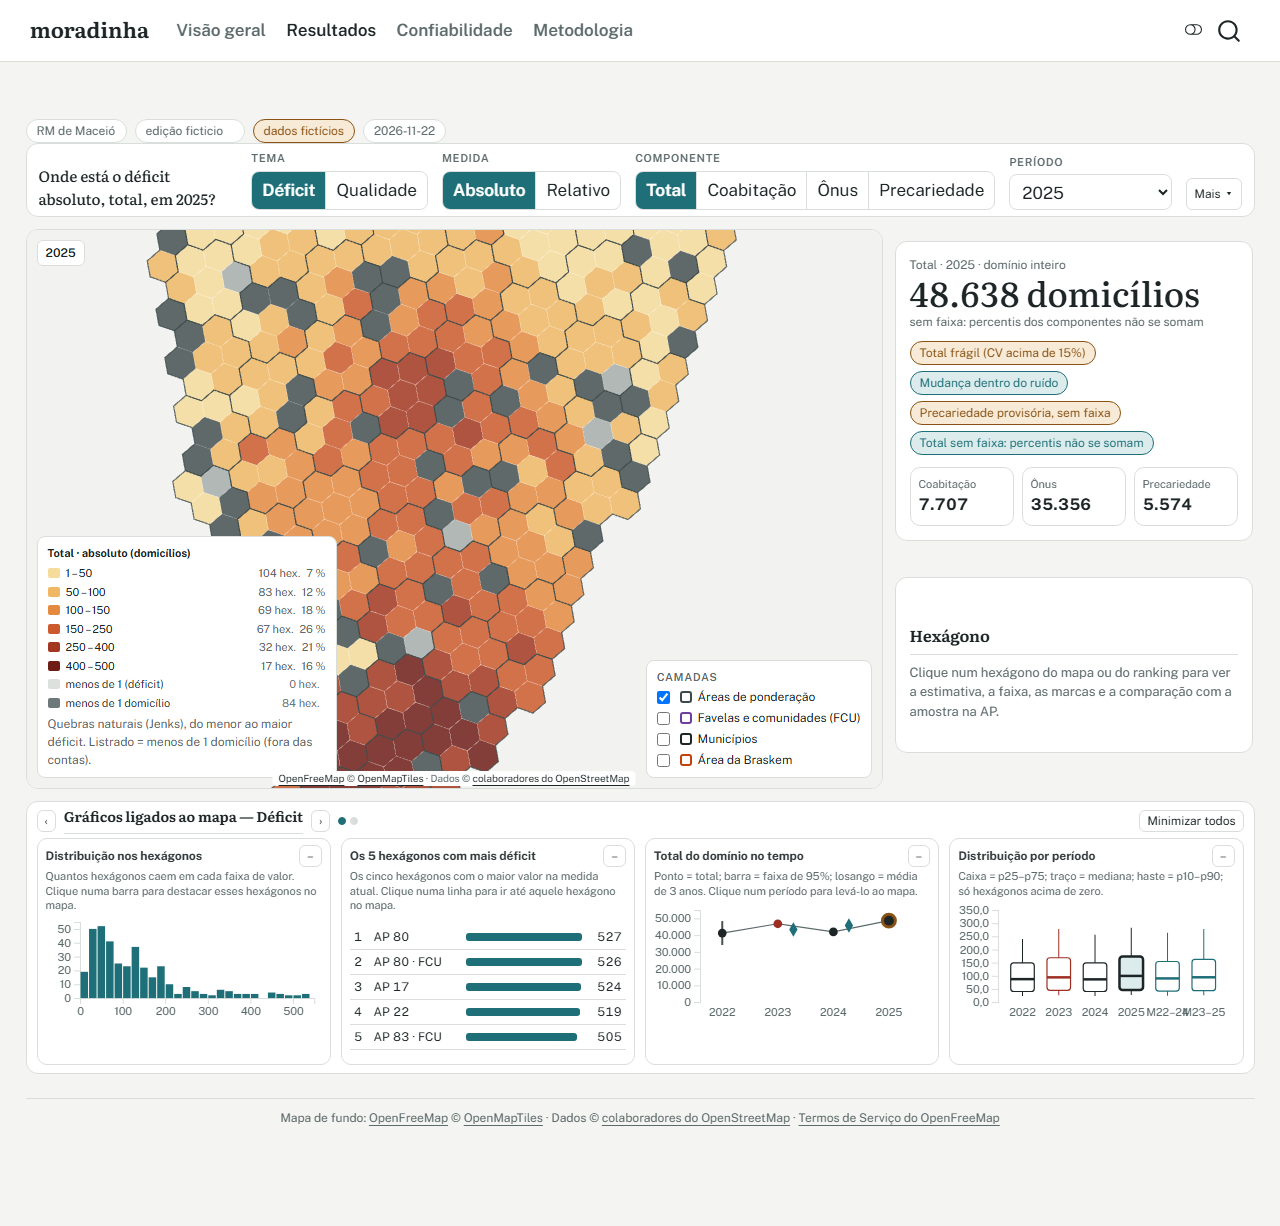 moradinha
Visão geral
Resultados
Confiabilidade
Metodologia
RM de Maceió
edição ficticio
dados fictícios
2026-11-22
Onde está o déficit
absoluto, total, em 2025?
TEMA
Déficit
Qualidade
MEDIDA
Absoluto
Relativo
COMPONENTE
Total
Coabitação
Ônus
Precariedade
PERÍODO
2025
Mais
2025
Total · absoluto (domicílios)
1–50 104 hex. 7 %
50–100 83 hex. 12 %
100–150 69 hex. 18 %
150–250 67 hex. 26 %
250–400 32 hex. 21 %
400–500 17 hex. 16 %
menos de 1 (déficit) 0 hex.
menos de 1 domicilio 84 hex.
Quebras naturais (Jenks), do menor ao maior
déficit. Listrado = menos de 1 domicílio (fora das
contas).
CAMADAS
Áreas de ponderação
Favelas e comunidades (FCU)
Municípios
Área da Braskem
OpenFreeMap © OpenMapTiles · Dados © colaboradores do OpenStreetMap
Total · 2025 · domínio inteiro
48.638 domicílios
sem faixa: percentis dos componentes não se somam
Total frágil (CV acima de 15%)
Mudança dentro do ruído
Precariedade provisória, sem faixa
Total sem faixa: percentis não se somam
Coabitação
7.707
Ônus
35.356
Precariedade
5.574
Hexágono
Clique num hexágono do mapa ou do ranking para ver
a estimativa, a faixa, as marcas e a comparação com a
amostra na AP.
‹ Gráficos ligados ao mapa — Déficit ›
Minimizar todos
Distribuição nos hexágonos –
Quantos hexágonos caem em cada faixa de valor.
Clique numa barra para destacar esses hexágonos no
mapa.
50
40
30
20
10
0
0 100 200 300 400 500
Os 5 hexágonos com mais déficit –
Os cinco hexágonos com o maior valor na medida
atual. Clique numa linha para ir até aquele hexágono
no mapa.
1 AP 80 527
2 AP 80 · FCU 526
3 AP 17 524
4 AP 22 519
5 AP 83 · FCU 505
Total do domínio no tempo –
Ponto = total; barra = faixa de 95%; losango = média
de 3 anos. Clique num período para levá-lo ao mapa.
50.000
40.000
30.000
20.000
10.000
0
2022 2023 2024 2025
Distribuição por período –
Caixa = p25–p75; traço = mediana; haste = p10–p90;
só hexágonos acima de zero.
350,0
300,0
250,0
200,0
150,0
100,0
50,0
0,0
2022 2023 2024 2025 M22–24 M23–25
Mapa de fundo: OpenFreeMap © OpenMapTiles · Dados © colaboradores do OpenStreetMap · Termos de Serviço do OpenFreeMap